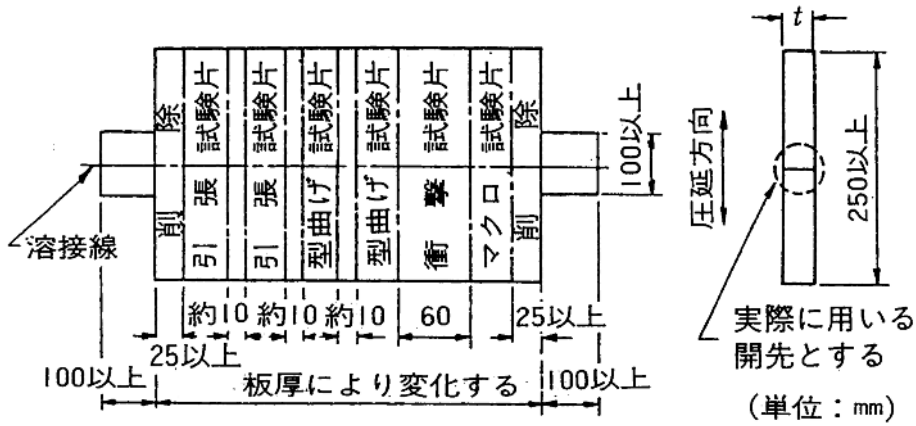 t
削除
引張試験片
引張試験片
型曲げ試験片
型曲げ試験片
衝撃試験片
マクロ試験片
削除
100以上
圧延方向
250以上
溶接線
約10
約10
約10
60
25以上
25以上
100以上
板厚により変化する
100以上
実際に用いる
開先とする
(単位：mm)